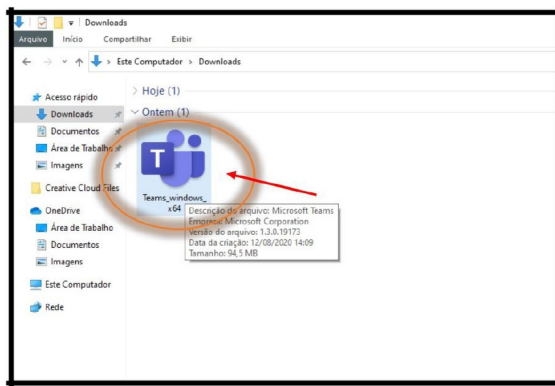 Downloads
Arquivo Início Compartilhar Exibir
Este Computador > Downloads
Acesso rápido
Downloads
Documentos
Área de Trabalho
Imagens
Creative Cloud Files
OneDrive
Área de Trabalho
Documentos
Imagens
Este Computador
Rede
Hoje (1)
Ontem (1)
T
Teams_windows_
x64
Descrição do arquivo: Microsoft Teams
Empresa: Microsoft Corporation
Versão do arquivo: 1.3.0.19173
Data da criação: 12/08/2020 14:09
Tamanho: 94,5 MB